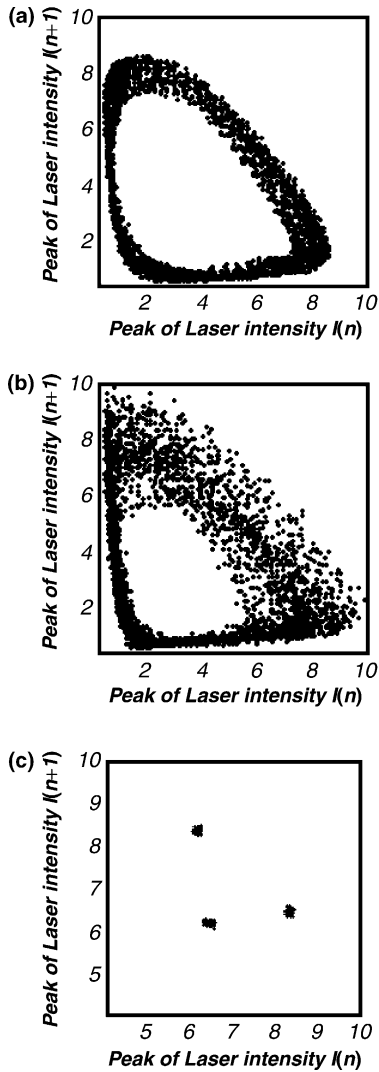 (a)
Peak of Laser intensity I(n+1)
10
8
6
4
2
2 4 6 8 10
Peak of Laser intensity I(n)
(b)
Peak of Laser intensity I(n+1)
10
8
6
4
2
2 4 6 8 10
Peak of Laser intensity I(n)
(c)
Peak of Laser intensity I(n+1)
10
9
8
7
6
5
5 6 7 8 9 10
Peak of Laser intensity I(n)